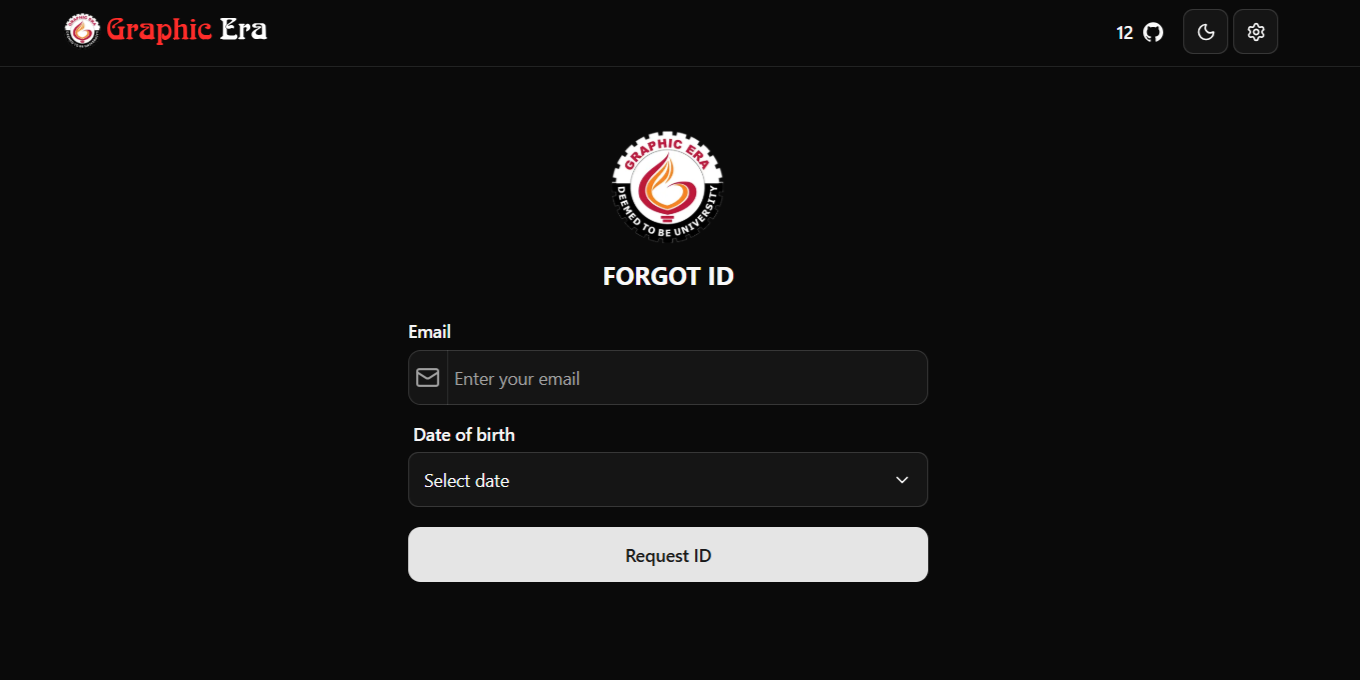 Graphic Era
12
GRAPHIC ERA
DEEMED TO BE UNIVERSITY
FORGOT ID
Email
Enter your email
Date of birth
Select date
Request ID